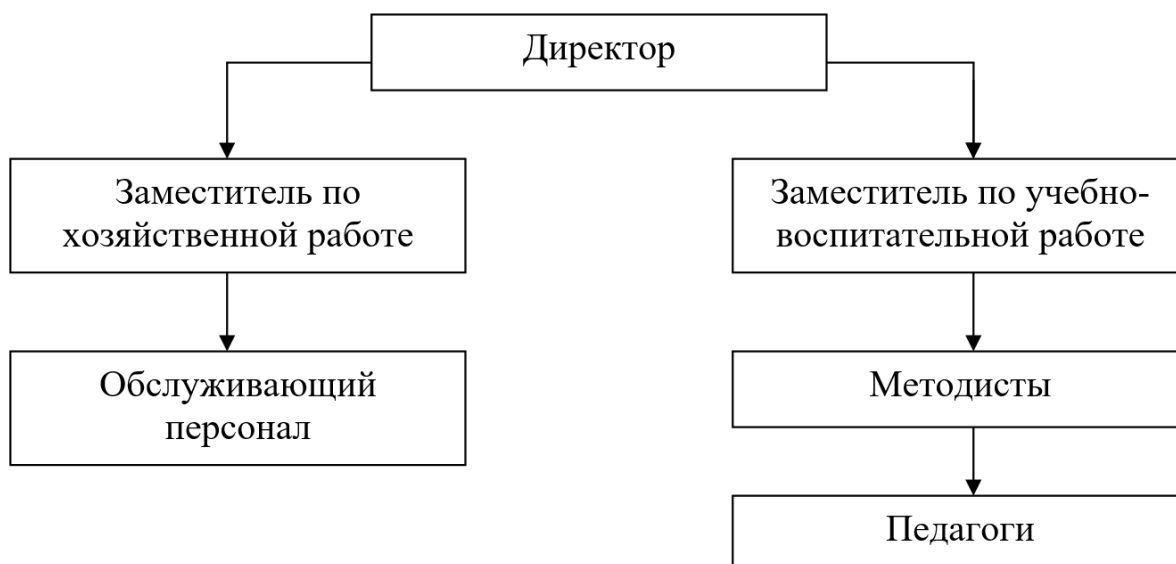 Директор
Заместитель по
хозяйственной работе
Заместитель по учебно-
воспитательной работе
Обслуживающий
персонал
Методисты
Педагоги